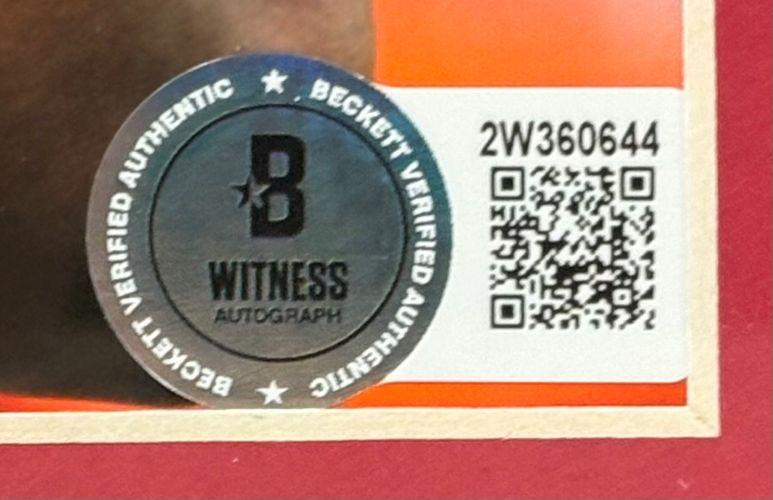 BECKETT VERIFIED AUTHENTIC ★ BECKETT VERIFIED AUTHENTIC ★
B
WITNESS
AUTOGRAPH
2W360644